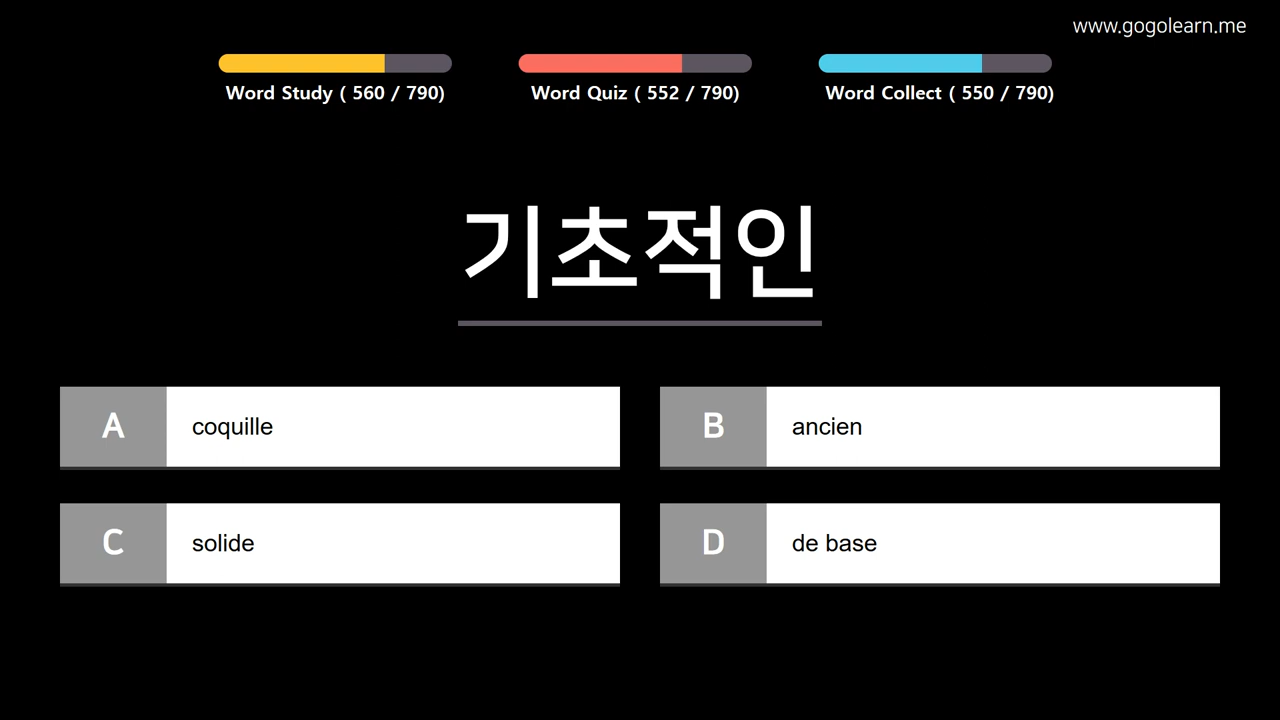 www.gogolearn.me
Word Study ( 560 / 790)
Word Quiz ( 552 / 790)
Word Collect ( 550 / 790)
기초적인
A coquille
B ancien
C solide
D de base